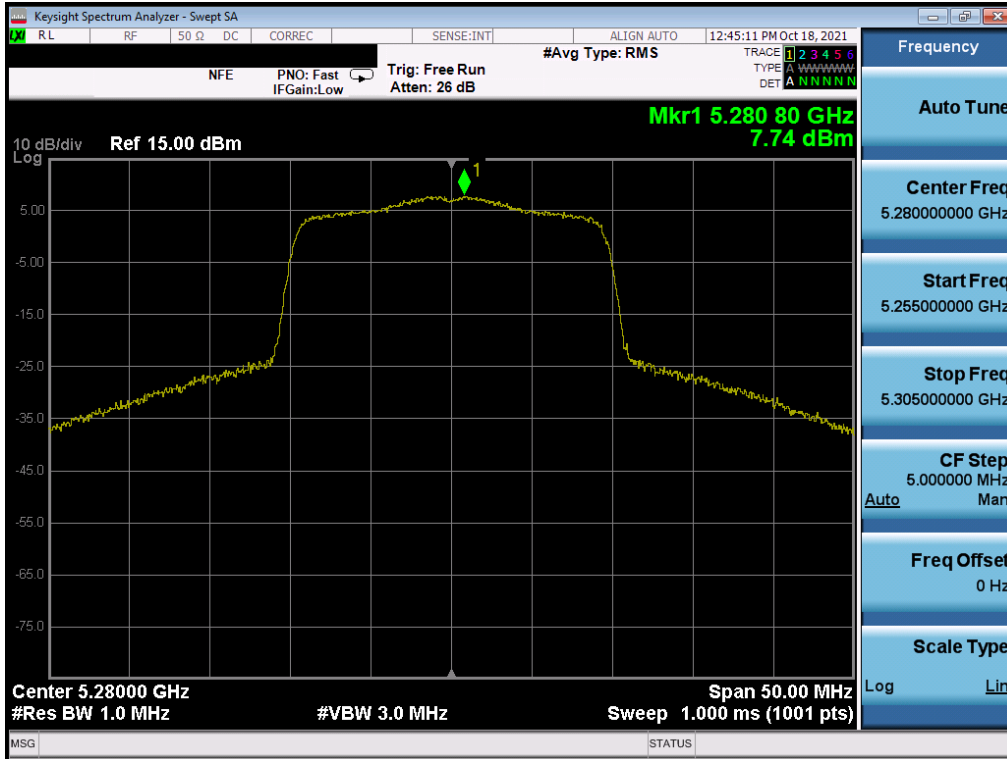 Keysight Spectrum Analyzer - Swept SA
LXI RL RF 50 Ω DC CORREC SENSE:INT ALIGN AUTO 12:45:11 PM Oct 18, 2021
NFE
PNO: Fast
IFGain:Low
Trig: Free Run
Atten: 26 dB
#Avg Type: RMS
TRACE 1 2 3 4 5 6
TYPE A WWWWW
DET A N N N N N
Mkr1 5.280 80 GHz
7.74 dBm
10 dB/div Ref 15.00 dBm
Log
1
5.00
-5.00
-15.0
-25.0
-35.0
-45.0
-55.0
-65.0
-75.0
Center 5.28000 GHz Span 50.00 MHz
#Res BW 1.0 MHz #VBW 3.0 MHz Sweep 1.000 ms (1001 pts)
MSG STATUS
Frequency
Auto Tune
Center Freq
5.280000000 GHz
Start Freq
5.255000000 GHz
Stop Freq
5.305000000 GHz
CF Step
5.000000 MHz
Auto Man
Freq Offset
0 Hz
Scale Type
Log Lin